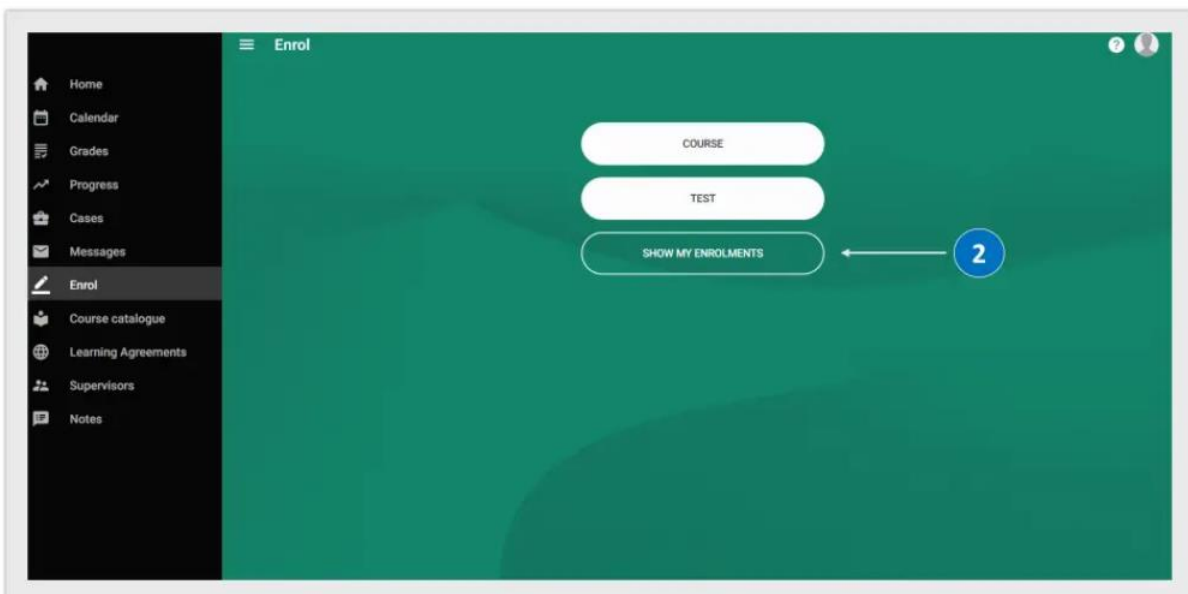 Enrol
?
Home
Calendar
Grades
Progress
Cases
Messages
Enrol
Course catalogue
Learning Agreements
Supervisors
Notes
COURSE
TEST
SHOW MY ENROLMENTS
2